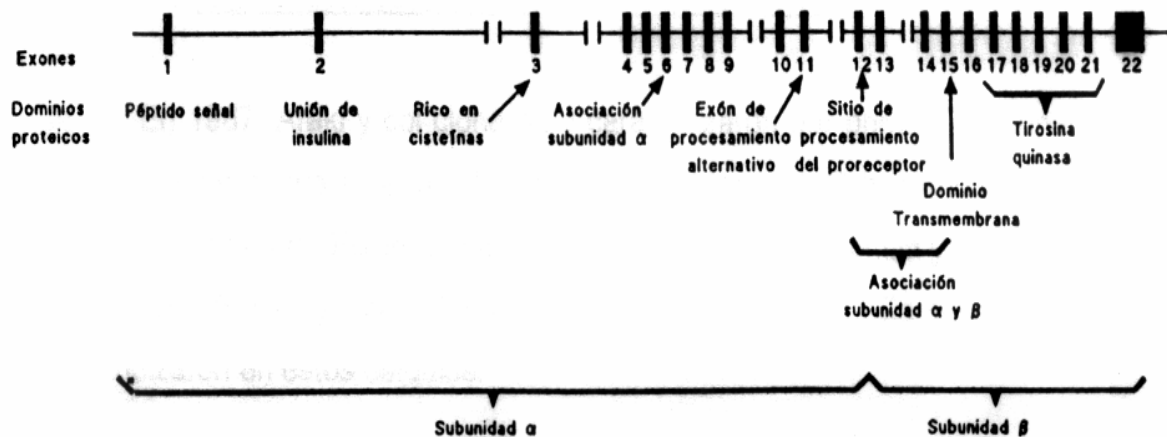 Exones
1 2 3 4 5 6 7 8 9 10 11 12 13 14 15 16 17 18 19 20 21 22
Dominios
proteicos
Péptido señal
Unión de
insulina
Rico en
cisteínas
Asociación
subunidad α
Exón de
procesamiento
alternativo
Sitio de
procesamiento
del proreceptor
Tirosina
quinasa
Dominio
Transmembrana
Asociación
subunidad α y β
Subunidad α
Subunidad β